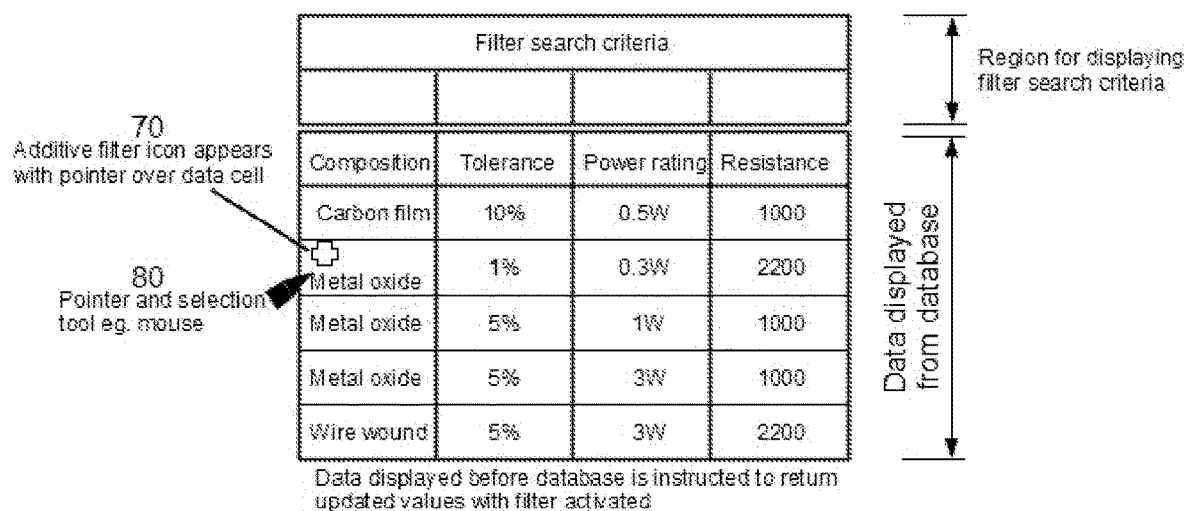 Filter search criteria
Region for displaying
filter search criteria
70
Additive filter icon appears
with pointer over data cell
80
Pointer and selection
tool eg. mouse
Composition Tolerance Power rating Resistance
Carbon film 10% 0.5W 1000
Metal oxide 1% 0.3W 2200
Metal oxide 5% 1W 1000
Metal oxide 5% 3W 1000
Wire wound 5% 3W 2200
Data displayed
from database
Data displayed before database is instructed to return
updated values with filter activated